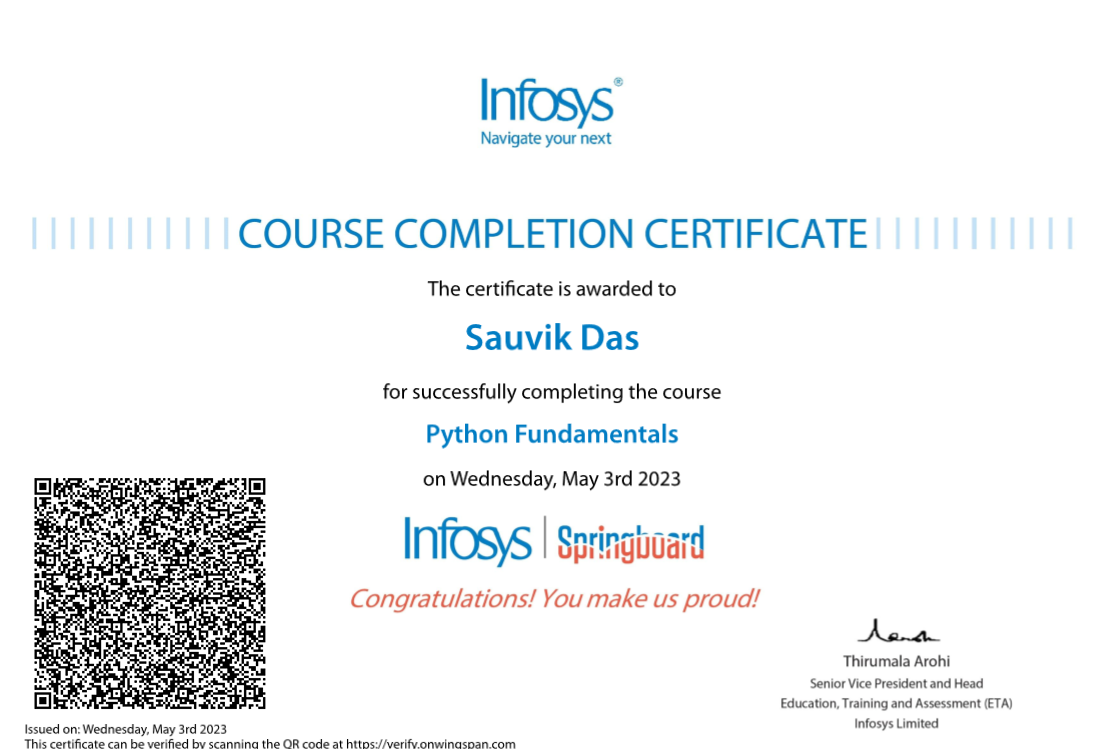 Infosys®
Navigate your next
COURSE COMPLETION CERTIFICATE
The certificate is awarded to
Sauvik Das
for successfully completing the course
Python Fundamentals
on Wednesday, May 3rd 2023
Infosys | Springboard
Congratulations! You make us proud!
Thirumala Arohi
Senior Vice President and Head
Education, Training and Assessment (ETA)
Infosys Limited
Issued on: Wednesday, May 3rd 2023
This certificate can be verified by scanning the QR code at https://verify.onwingspan.com